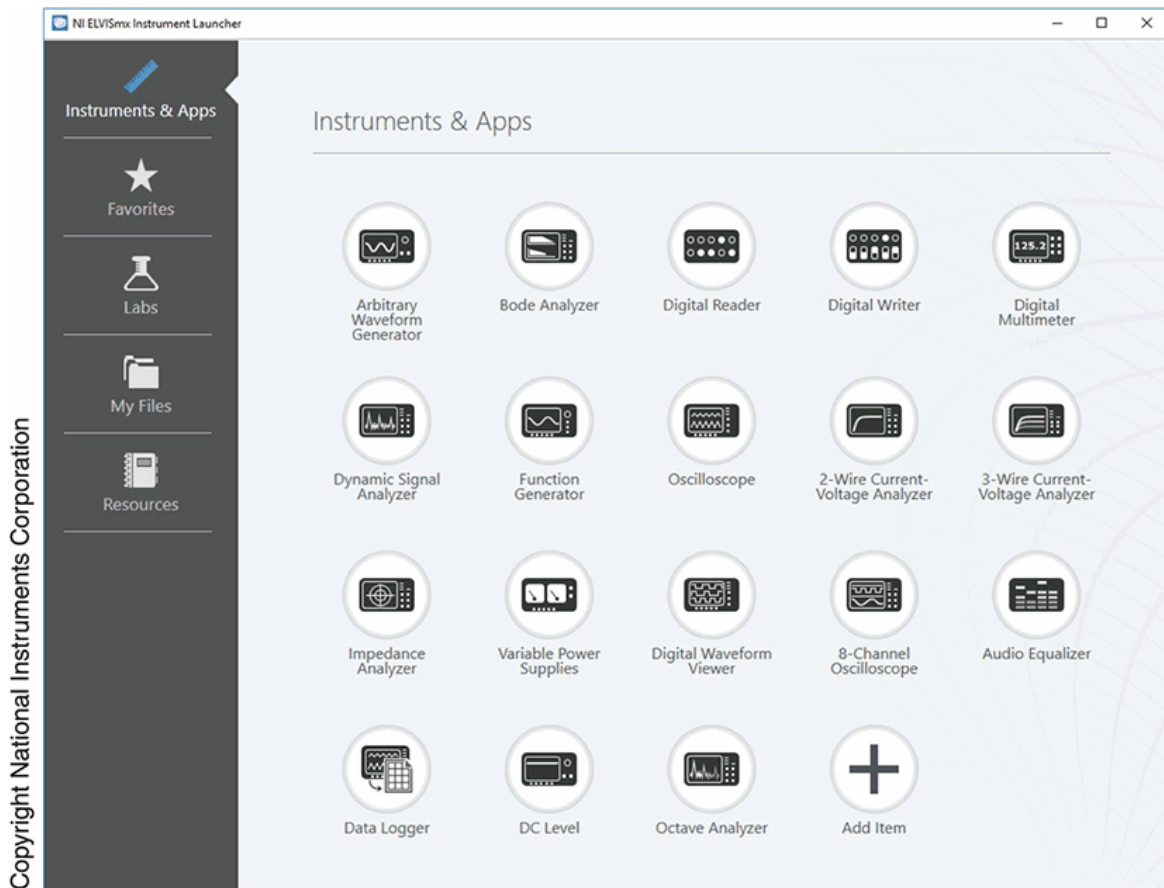 NI ELVISmx Instrument Launcher
Instruments & Apps
Favorites
Labs
My Files
Resources
Instruments & Apps
Arbitrary
Waveform
Generator
Bode Analyzer
Digital Reader
Digital Writer
125.2
Digital
Multimeter
Dynamic Signal
Analyzer
Function
Generator
Oscilloscope
2-Wire Current-
Voltage Analyzer
3-Wire Current-
Voltage Analyzer
Impedance
Analyzer
Variable Power
Supplies
Digital Waveform
Viewer
8-Channel
Oscilloscope
Audio Equalizer
Data Logger
DC Level
Octave Analyzer
Add Item
Copyright National Instruments Corporation